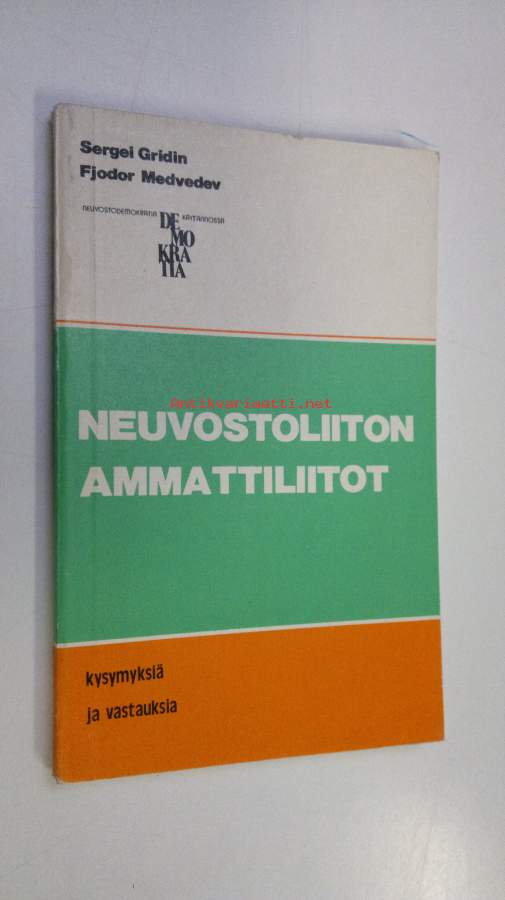 Sergei Gridin
Fjodor Medvedev
NEUVOSTODEMOKRATIA KÄYTÄNNÖSSÄ
DE
MO
KRA
TIA
Antikvariaatti.net
NEUVOSTOLIITON
AMMATTILIITOT
kysymyksiä
ja vastauksia